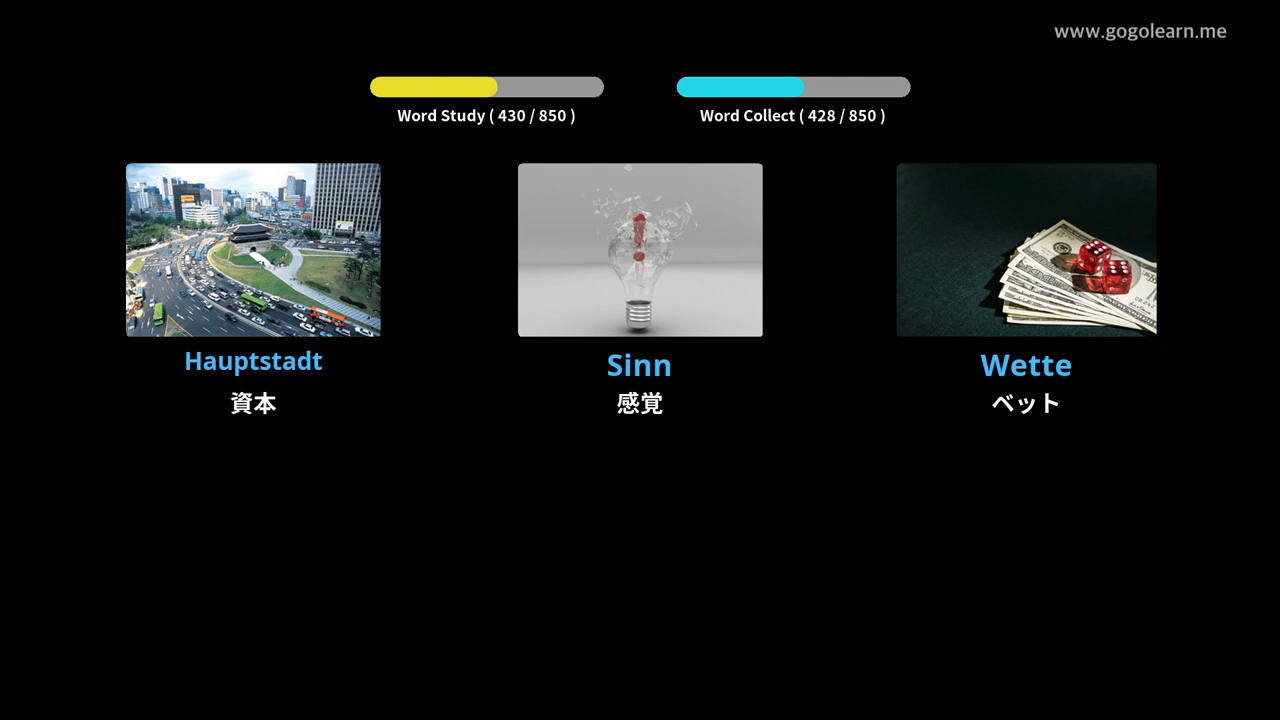 www.gogolearn.me
Word Study ( 430 / 850 )
Word Collect ( 428 / 850 )
Hauptstadt
資本
Sinn
感覚
Wette
ベット